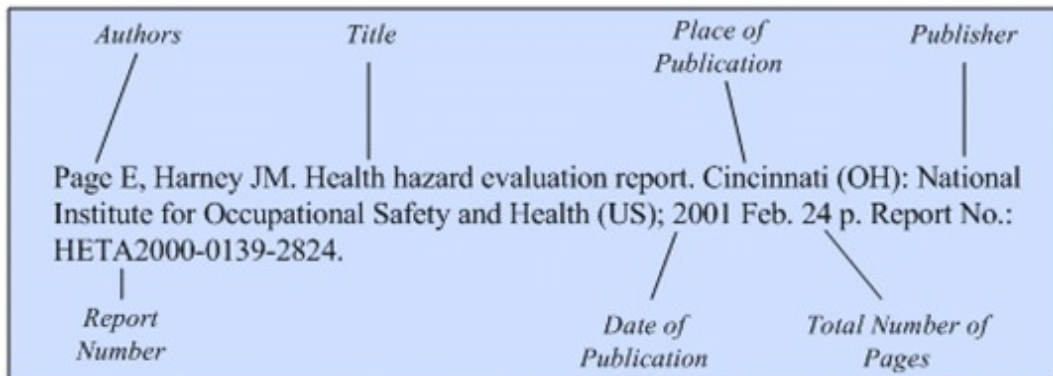 Authors Title Place of Publisher
Publication
Page E, Harney JM. Health hazard evaluation report. Cincinnati (OH): National
Institute for Occupational Safety and Health (US); 2001 Feb. 24 p. Report No.:
HETA2000-0139-2824.
Report Date of Total Number of
Number Publication Pages